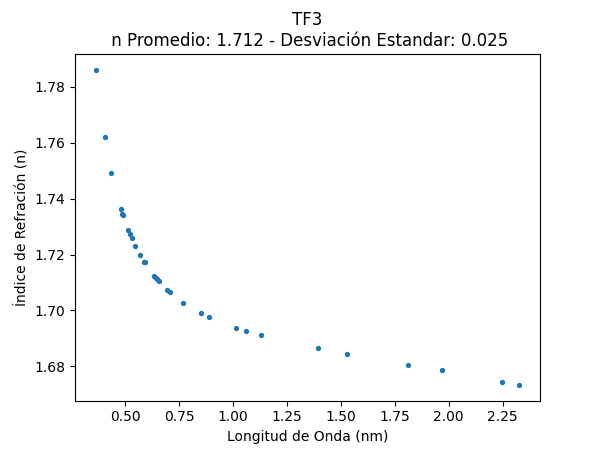 TF3
n Promedio: 1.712 - Desviación Estandar: 0.025
Índice de Refración (n)
1.78
1.76
1.74
1.72
1.70
1.68
0.50 0.75 1.00 1.25 1.50 1.75 2.00 2.25
Longitud de Onda (nm)